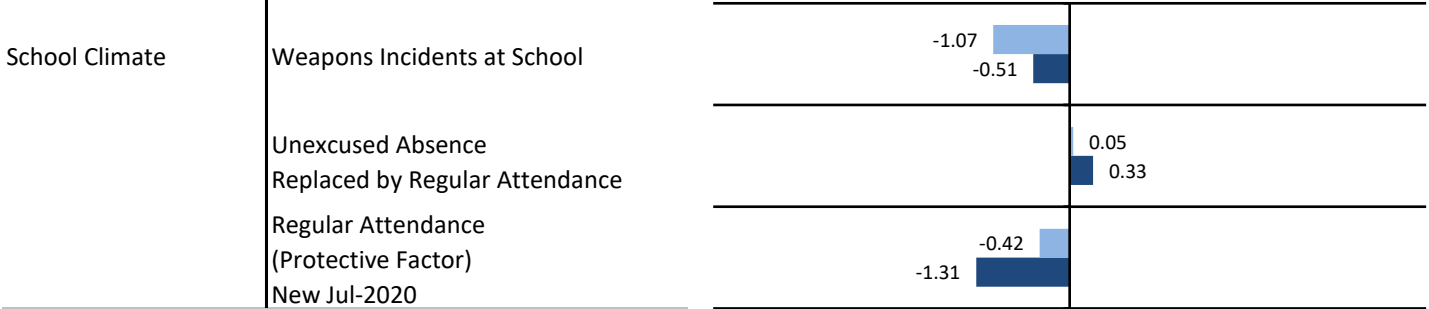 School Climate
Weapons Incidents at School
-1.07
-0.51
Unexcused Absence
Replaced by Regular Attendance
0.05
0.33
Regular Attendance
(Protective Factor)
New Jul-2020
-0.42
-1.31